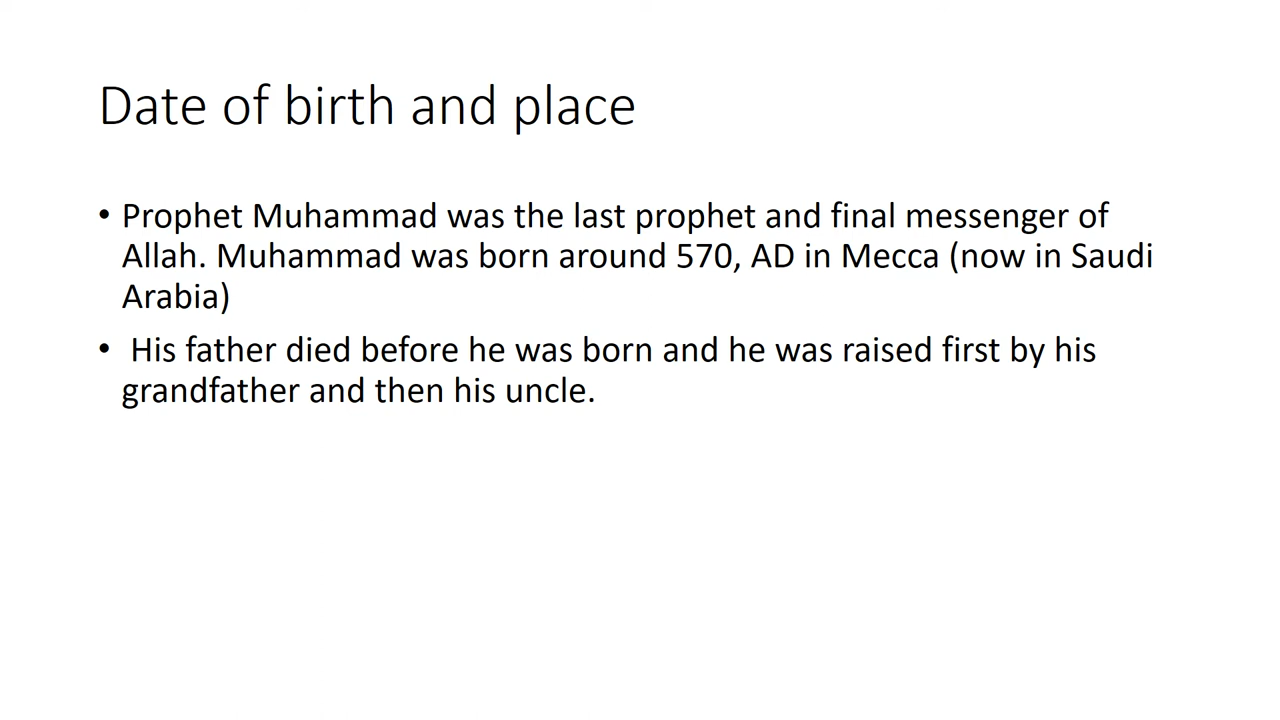 Date of birth and place
• Prophet Muhammad was the last prophet and final messenger of
Allah. Muhammad was born around 570, AD in Mecca (now in Saudi
Arabia)
• His father died before he was born and he was raised first by his
grandfather and then his uncle.